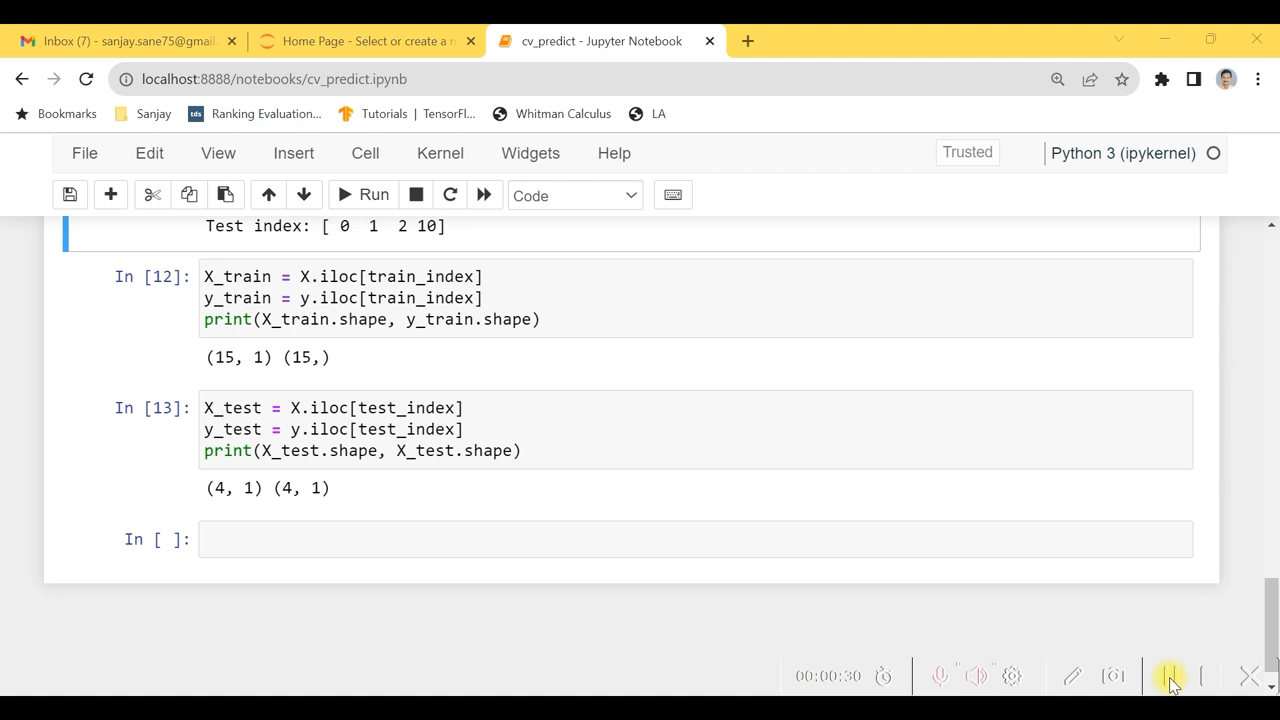 Inbox (7) - sanjay.sane75@gmail.
Home Page - Select or create a n
cv_predict - Jupyter Notebook
localhost:8888/notebooks/cv_predict.ipynb
Bookmarks
Sanjay
tds
Ranking Evaluation...
Tutorials | TensorFl...
Whitman Calculus
LA
File
Edit
View
Insert
Cell
Kernel
Widgets
Help
Trusted
Python 3 (ipykernel)
Run
Code
Test index: [ 0  1  2 10]
In [12]:
X_train = X.iloc[train_index]
y_train = y.iloc[train_index]
print(X_train.shape, y_train.shape)
(15, 1) (15,)
In [13]:
X_test = X.iloc[test_index]
y_test = y.iloc[test_index]
print(X_test.shape, X_test.shape)
(4, 1) (4, 1)
In [ ]:
00:00:30